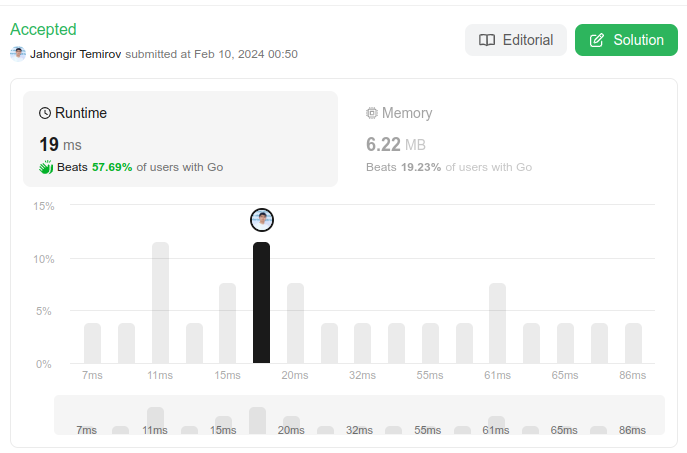 Accepted
Jahongir Temirov submitted at Feb 10, 2024 00:50
Editorial
Solution
Runtime
19 ms
Beats 57.69% of users with Go
Memory
6.22 MB
Beats 19.23% of users with Go
15%
10%
5%
0%
7ms 11ms 15ms 20ms 32ms 55ms 61ms 65ms 86ms
7ms 11ms 15ms 20ms 32ms 55ms 61ms 65ms 86ms